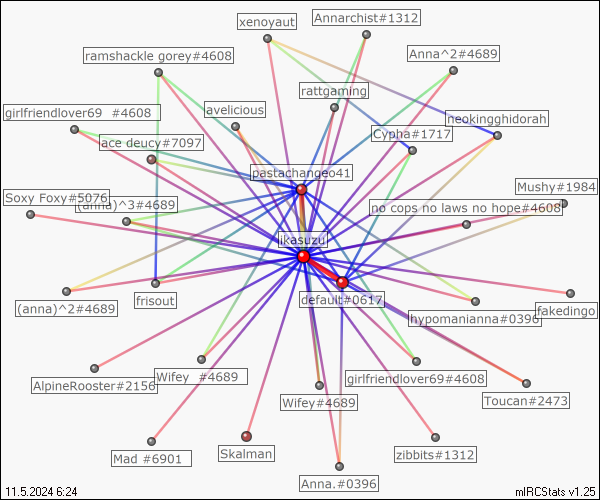 xenoyaut
Annarchist#1312
ramshackle gorey#4608
Anna^2#4689
rattgaming
girlfriendlover69 #4608
avelicious
neokingghidorah
Cypha#1717
ace deucy#7097
pastachangeo41
Mushy#1984
Soxy Foxy#5076
(anna)^3#4689
no cops no laws no hope#4608
ikasuzu
default#0617
(anna)^2#4689
frisout
fakedingo
hypomanianna#0396
AlpineRooster#2156
Wifey #4689
girlfriendlover69#4608
Wifey#4689
Toucan#2473
Mad #6901
Skalman
zibbits#1312
Anna.#0396
11.5.2024 6:24
mIRCStats v1.25